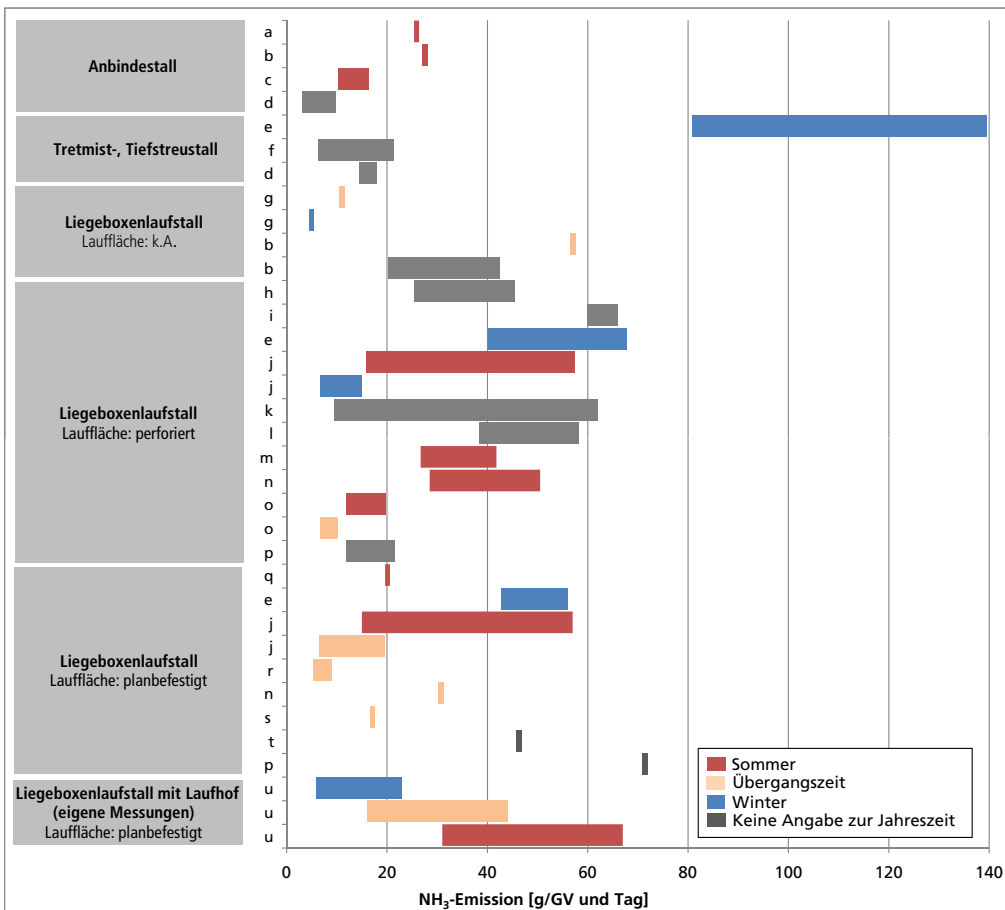 Anbindestall
Tretmist-, Tiefstreustall
Liegeboxenlaufstall
Lauffläche: k.A.
Liegeboxenlaufstall
Lauffläche: perforiert
Liegeboxenlaufstall
Lauffläche: planbefestigt
Liegeboxenlaufstall mit Laufhof
(eigene Messungen)
Lauffläche: planbefestigt
a
b
c
d
e
f
d
g
g
b
b
h
i
e
j
j
k
l
m
n
o
o
p
q
e
j
j
r
n
s
t
p
u
u
u
Sommer
Übergangszeit
Winter
Keine Angabe zur Jahreszeit
0 20 40 60 80 100 120 140
NH₃-Emission [g/GV und Tag]